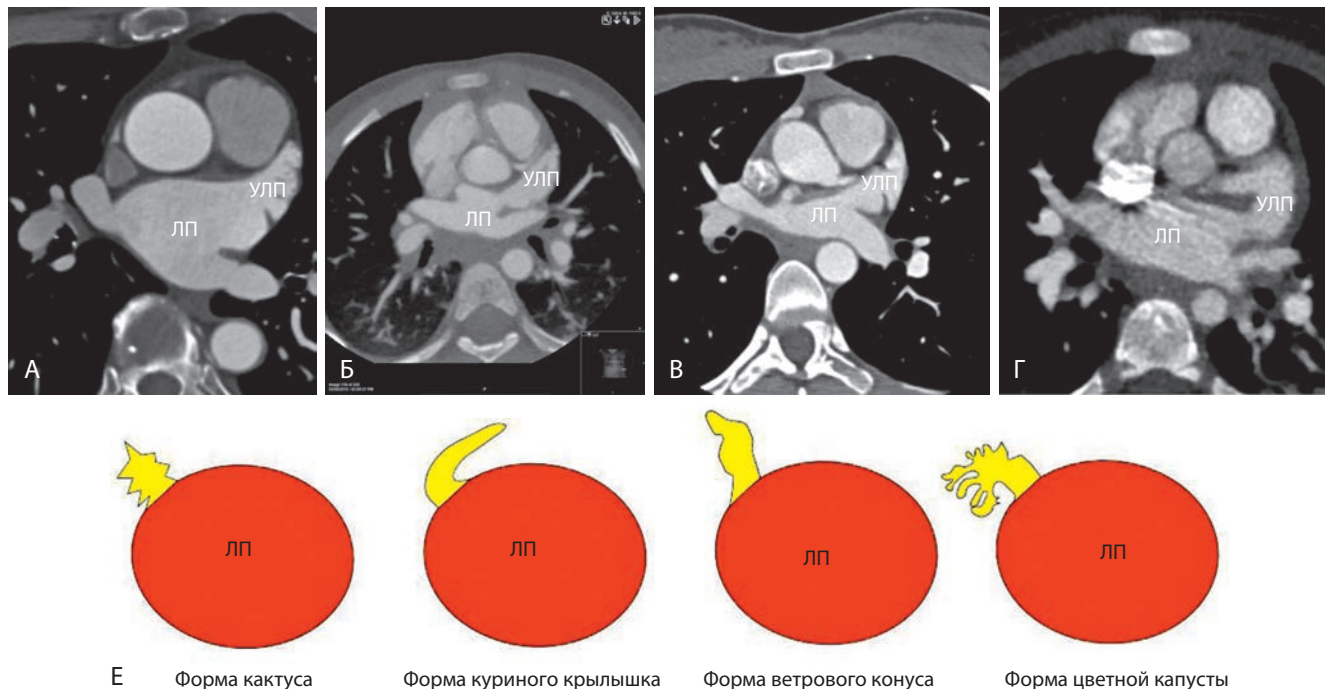 УЛП
ЛП
А
УЛП
ЛП
Б
УЛП
ЛП
В
УЛП
ЛП
Г
ЛП
ЛП
ЛП
ЛП
Е
Форма кактуса
Форма куриного крылышка
Форма ветрового конуса
Форма цветной капусты